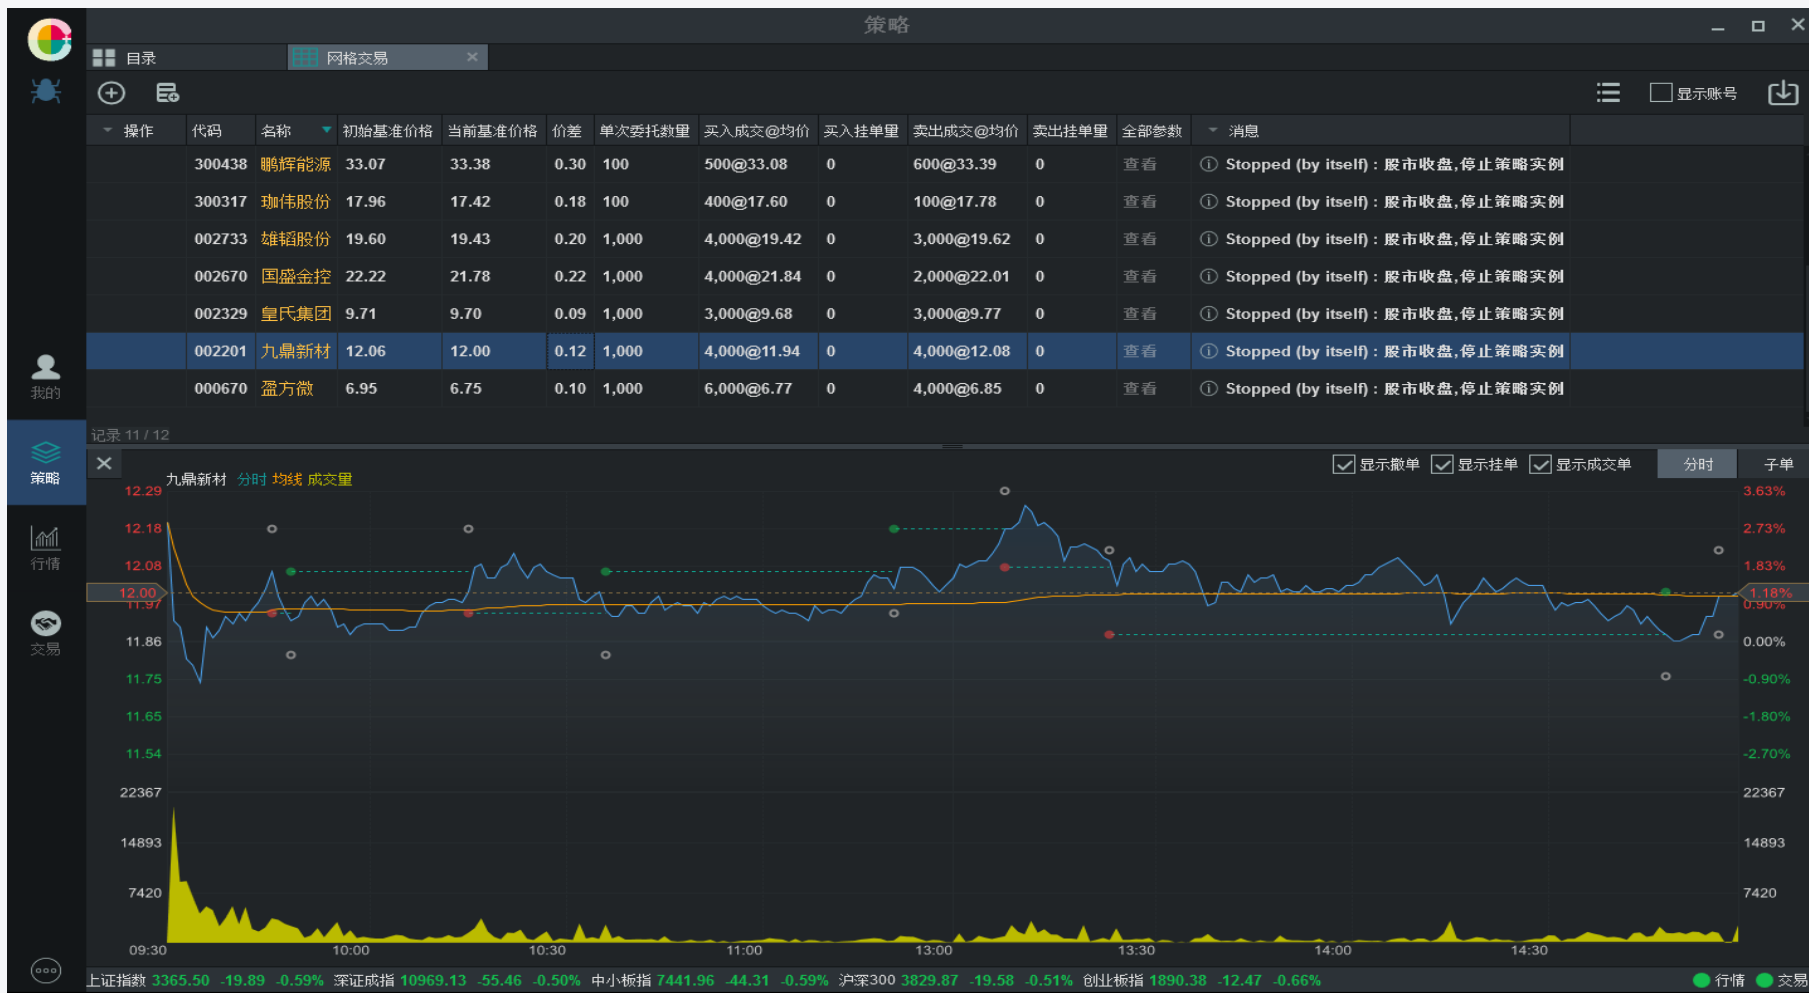 策略
目录 网格交易
显示账号
操作 代码 名称 初始基准价格 当前基准价格 价差 单次委托数量 买入成交@均价 买入挂单量 卖出成交@均价 卖出挂单量 全部参数 消息
300438 鹏辉能源 33.07 33.38 0.30 100 500@33.08 0 600@33.39 0 查看 Stopped (by itself) : 股市收盘,停止策略实例
300317 珈伟股份 17.96 17.42 0.18 100 400@17.60 0 100@17.78 0 查看 Stopped (by itself) : 股市收盘,停止策略实例
002733 雄韬股份 19.60 19.43 0.20 1,000 4,000@19.42 0 3,000@19.62 0 查看 Stopped (by itself) : 股市收盘,停止策略实例
002670 国盛金控 22.22 21.78 0.22 1,000 4,000@21.84 0 2,000@22.01 0 查看 Stopped (by itself) : 股市收盘,停止策略实例
002329 皇氏集团 9.71 9.70 0.09 1,000 3,000@9.68 0 3,000@9.77 0 查看 Stopped (by itself) : 股市收盘,停止策略实例
002201 九鼎新材 12.06 12.00 0.12 1,000 4,000@11.94 0 4,000@12.08 0 查看 Stopped (by itself) : 股市收盘,停止策略实例
000670 盈方微 6.95 6.75 0.10 1,000 6,000@6.77 0 4,000@6.85 0 查看 Stopped (by itself) : 股市收盘,停止策略实例
记录 11 / 12
我的
策略
行情
交易
显示撤单 显示挂单 显示成交单 分时 子单
九鼎新材 分时 均线 成交量
12.29 3.63%
12.18 2.73%
12.08 1.83%
12.00 1.18%
11.97 0.90%
11.86 0.00%
11.75 -0.90%
11.65 -1.80%
11.54 -2.70%
22367 22367
14893 14893
7420 7420
09:30 10:00 10:30 11:00 13:00 13:30 14:00 14:30
上证指数 3365.50 -19.89 -0.59% 深证成指 10969.13 -55.46 -0.50% 中小板指 7441.96 -44.31 -0.59% 沪深300 3829.87 -19.58 -0.51% 创业板指 1890.38 -12.47 -0.66% 行情 交易